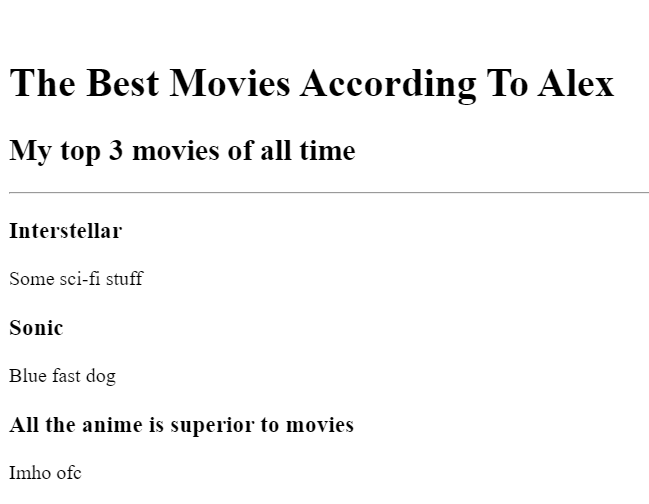 The Best Movies According To Alex
My top 3 movies of all time
Interstellar
Some sci-fi stuff
Sonic
Blue fast dog
All the anime is superior to movies
Imho ofc